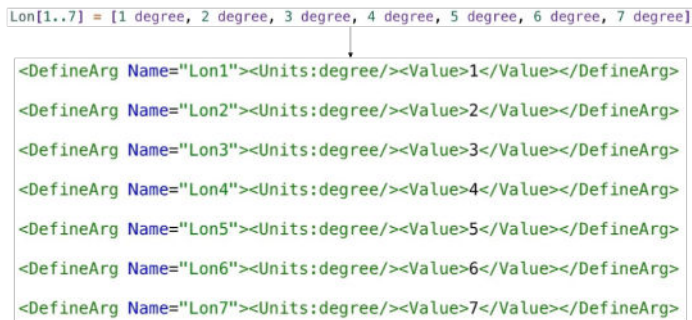 Lon[1..7] = [1 degree, 2 degree, 3 degree, 4 degree, 5 degree, 6 degree, 7 degree]
<DefineArg Name="Lon1"><Units:degree/><Value>1</Value></DefineArg>
<DefineArg Name="Lon2"><Units:degree/><Value>2</Value></DefineArg>
<DefineArg Name="Lon3"><Units:degree/><Value>3</Value></DefineArg>
<DefineArg Name="Lon4"><Units:degree/><Value>4</Value></DefineArg>
<DefineArg Name="Lon5"><Units:degree/><Value>5</Value></DefineArg>
<DefineArg Name="Lon6"><Units:degree/><Value>6</Value></DefineArg>
<DefineArg Name="Lon7"><Units:degree/><Value>7</Value></DefineArg>